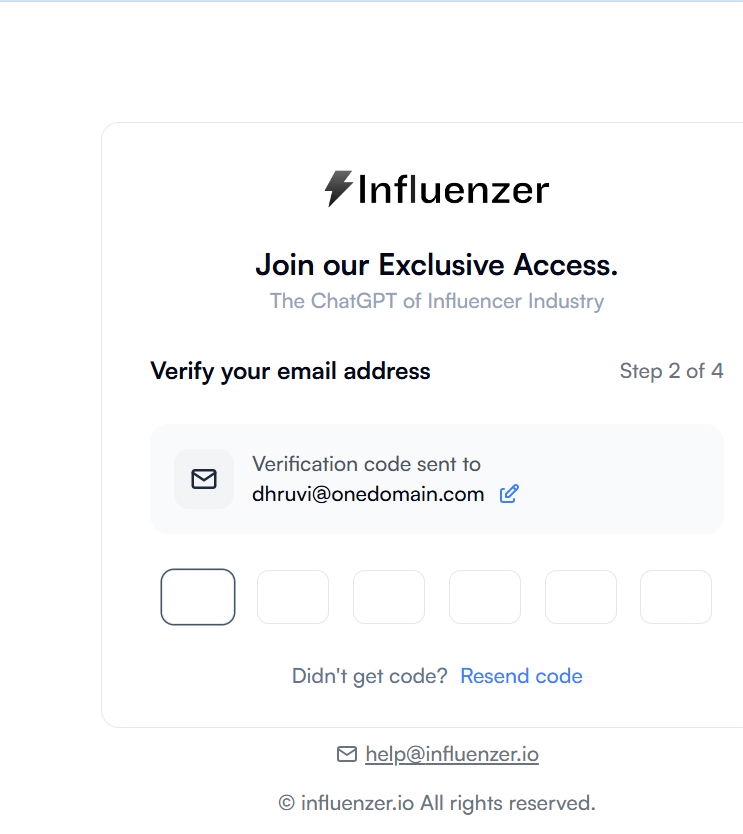 Influenzer
Join our Exclusive Access.
The ChatGPT of Influencer Industry
Verify your email address
Step 2 of 4
Verification code sent to
dhruvi@onedomain.com
Didn't get code? Resend code
help@influenzer.io
© influenzer.io All rights reserved.